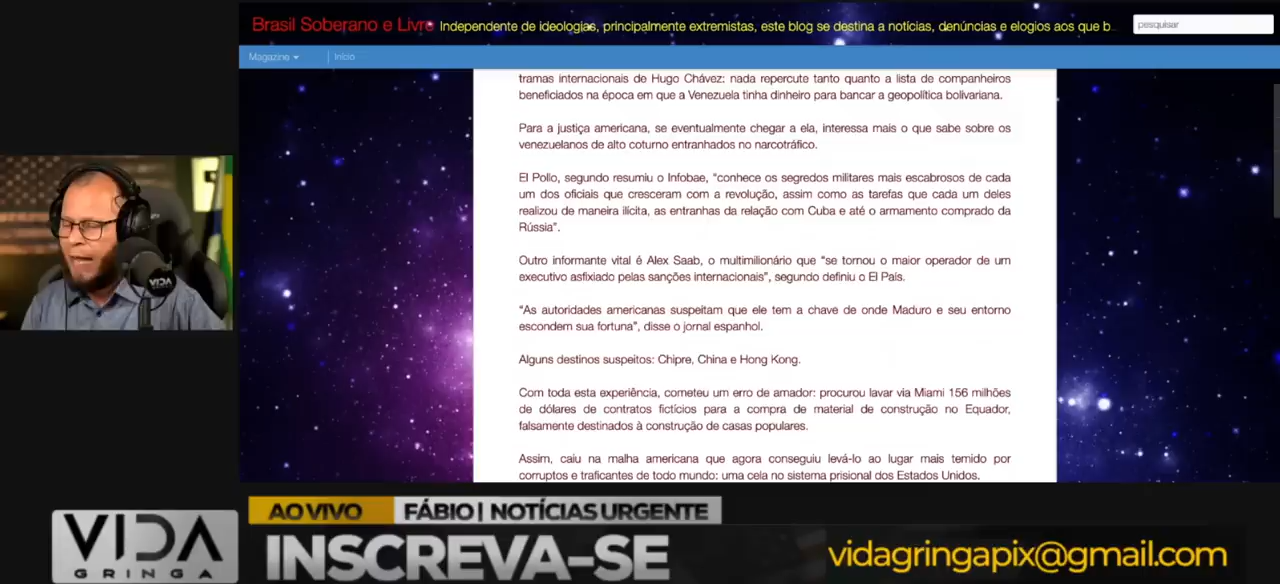 Brasil Soberano e Livre Independente de ideologias, principalmente extremistas, este blog se destina a notícias, denúncias e elogios aos que b...
pesquisar
Magazine Início
tramas internacionais de Hugo Chávez: nada repercute tanto quanto a lista de companheiros
beneficiados na época em que a Venezuela tinha dinheiro para bancar a geopolítica bolivariana.
Para a justiça americana, se eventualmente chegar a ela, interessa mais o que sabe sobre os
venezuelanos de alto coturno entranhados no narcotráfico.
El Pollo, segundo resumiu o Infobae, “conhece os segredos militares mais escabrosos de cada
um dos oficiais que cresceram com a revolução, assim como as tarefas que cada um deles
realizou de maneira ilícita, as entranhas da relação com Cuba e até o armamento comprado da
Rússia”.
Outro informante vital é Alex Saab, o multimilionário que “se tornou o maior operador de um
executivo asfixiado pelas sanções internacionais”, segundo definiu o El País.
“As autoridades americanas suspeitam que ele tem a chave de onde Maduro e seu entorno
escondem sua fortuna”, disse o jornal espanhol.
Alguns destinos suspeitos: Chipre, China e Hong Kong.
Com toda esta experiência, cometeu um erro de amador: procurou lavar via Miami 156 milhões
de dólares de contratos fictícios para a compra de material de construção no Equador,
falsamente destinados à construção de casas populares.
Assim, caiu na malha americana que agora conseguiu levá-lo ao lugar mais temido por
corruptos e traficantes de todo mundo: uma cela no sistema prisional dos Estados Unidos.
VIDA
AO VIVO FÁBIO | NOTÍCIAS URGENTE
VIDA
GRINGA
INSCREVA-SE
vidagringapix@gmail.com